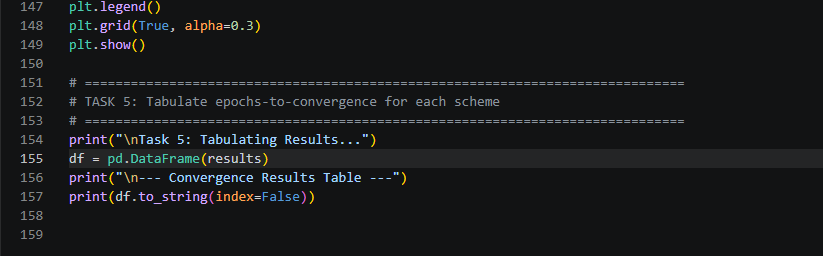 147 plt.legend()
148 plt.grid(True, alpha=0.3)
149 plt.show()
150
151 # ==============================================================================
152 # TASK 5: Tabulate epochs-to-convergence for each scheme
153 # ==============================================================================
154 print("\nTask 5: Tabulating Results...")
155 df = pd.DataFrame(results)
156 print("\n--- Convergence Results Table ---")
157 print(df.to_string(index=False))
158
159